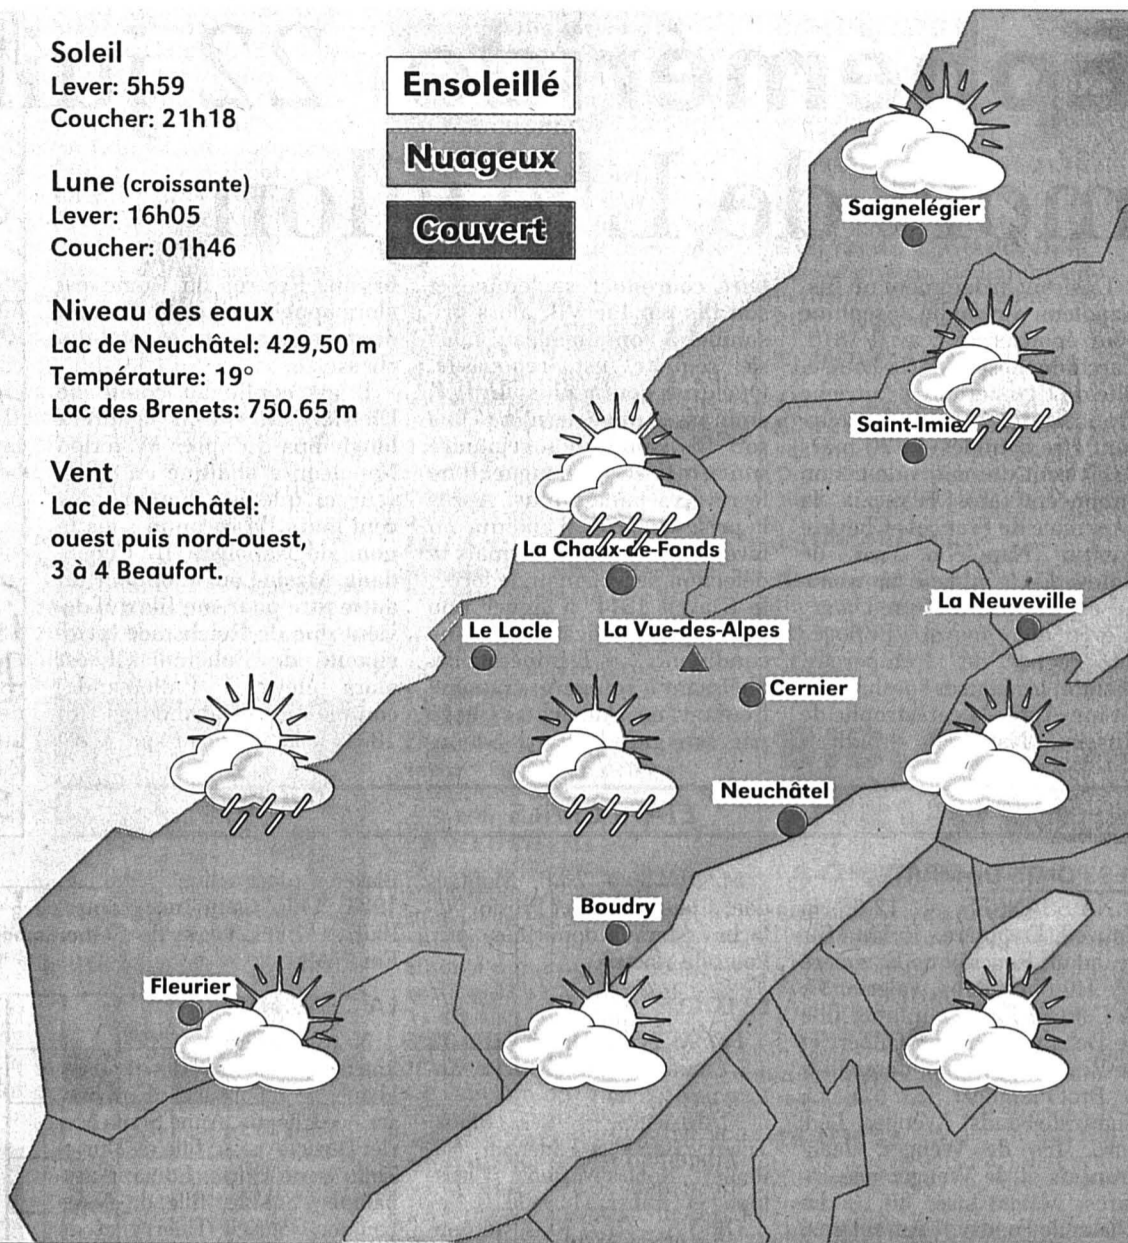 Soleil
Lever: 5h59
Coucher: 21h18
Lune (croissante)
Lever: 16h05
Coucher: 01h46
Niveau des eaux
Lac de Neuchâtel: 429,50 m
Température: 19°
Lac des Brenets: 750.65 m
Vent
Lac de Neuchâtel:
ouest puis nord-ouest,
3 à 4 Beaufort.
Ensoleillé
Nuageux
Couvert
Saignelégier
Saint-Imie
La Chaux-de-Fonds
La Neuveville
Le Locle
La Vue-des-Alpes
Cernier
Neuchâtel
Boudry
Fleurier